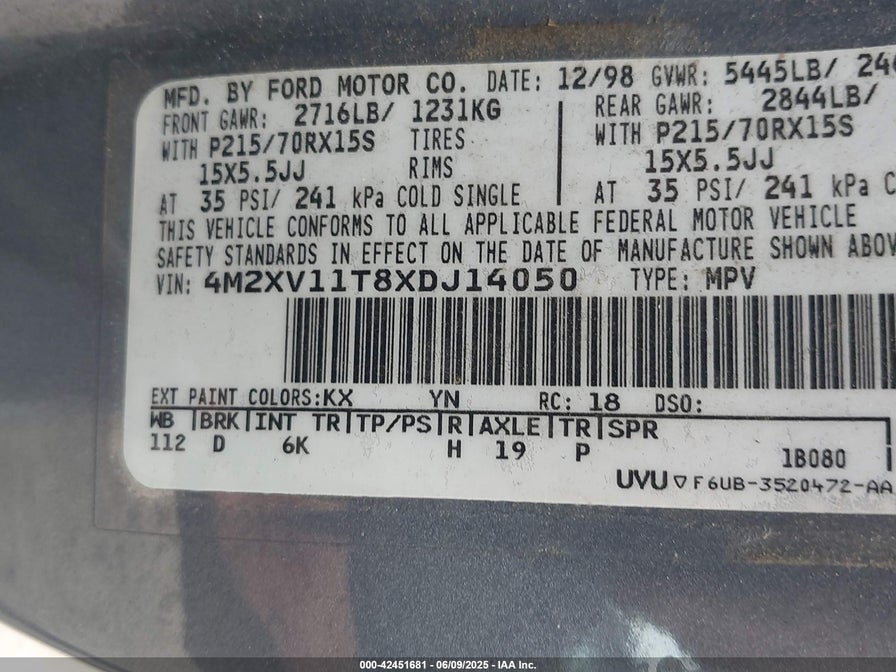 MFD. BY FORD MOTOR CO. DATE: 12/98 GVWR: 5445LB/ 246
FRONT GAWR: 2716LB/ 1231KG REAR GAWR: 2844LB/
WITH P215/70RX15S TIRES WITH P215/70RX15S
15X5.5JJ RIMS 15X5.5JJ
AT 35 PSI/ 241 kPa COLD SINGLE AT 35 PSI/ 241 kPa C
THIS VEHICLE CONFORMS TO ALL APPLICABLE FEDERAL MOTOR VEHICLE
SAFETY STANDARDS IN EFFECT ON THE DATE OF MANUFACTURE SHOWN ABOV
VIN: 4M2XV11T8XDJ14050 TYPE: MPV
EXT PAINT COLORS:KX YN RC: 18 DSO:
WB |BRK|INT TR|TP/PS|R|AXLE|TR|SPR
112 D 6K H 19 P 1B080
UVU ▽ F6UB-3520472-AA
000-42451681 - 06/09/2025 - IAA Inc.